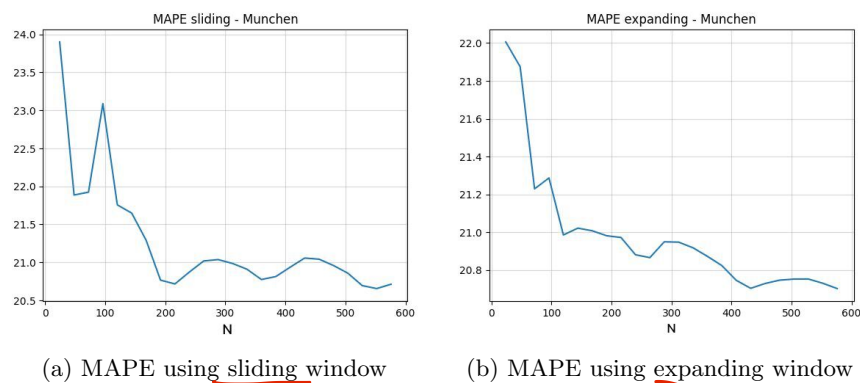 MAPE sliding - Munchen
24.0
23.5
23.0
22.5
22.0
21.5
21.0
20.5
0 100 200 300 400 500 600
N
(a) MAPE using sliding window
MAPE expanding - Munchen
22.0
21.8
21.6
21.4
21.2
21.0
20.8
0 100 200 300 400 500 600
N
(b) MAPE using expanding window